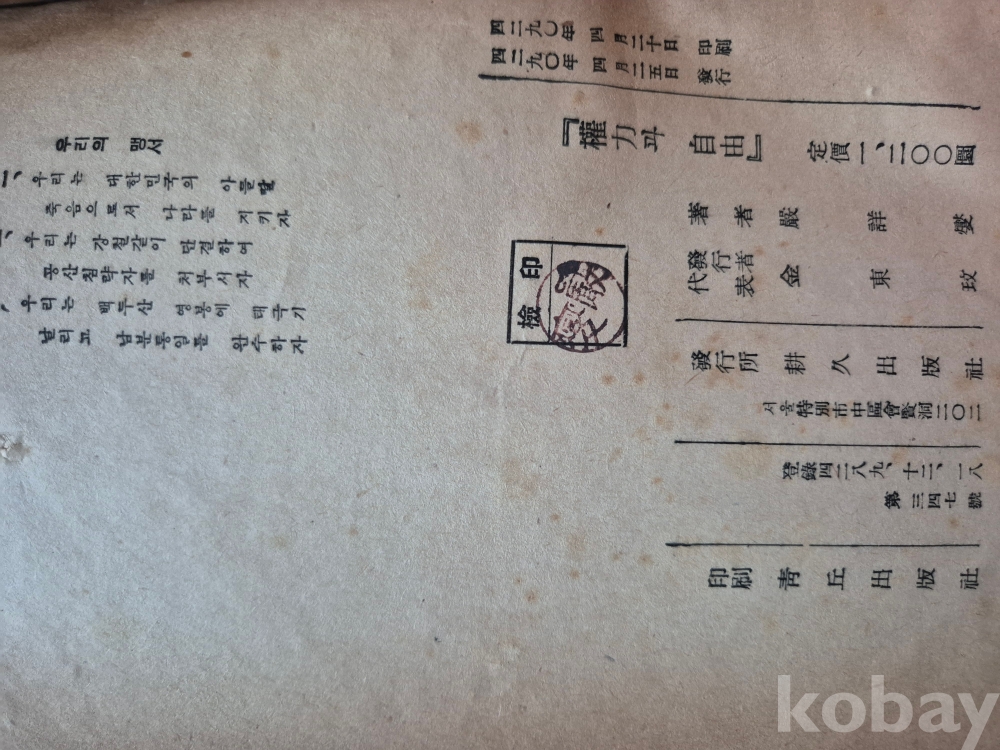 四二九〇年 四月二十日 印刷
四二九〇年 四月二五日 發行
『權力과 自由』
定價一、二〇〇圜
著者 嚴詳燮
發行代表者 金東玟
檢印
發行所 耕久出版社
서울特別市中區會賢洞二〇二
登錄四二八九、十二、一八
第三四七號
印刷 靑丘出版社
우리의 맹서
一、우리는 대한민국의 아들딸
죽음으로서 나라를 지키자
우리는 강철같이 단결하여
공산침략자를 처부서자
우리는 백두산 영봉에 태극기
날리고 남북통일을 완수하자
kobay